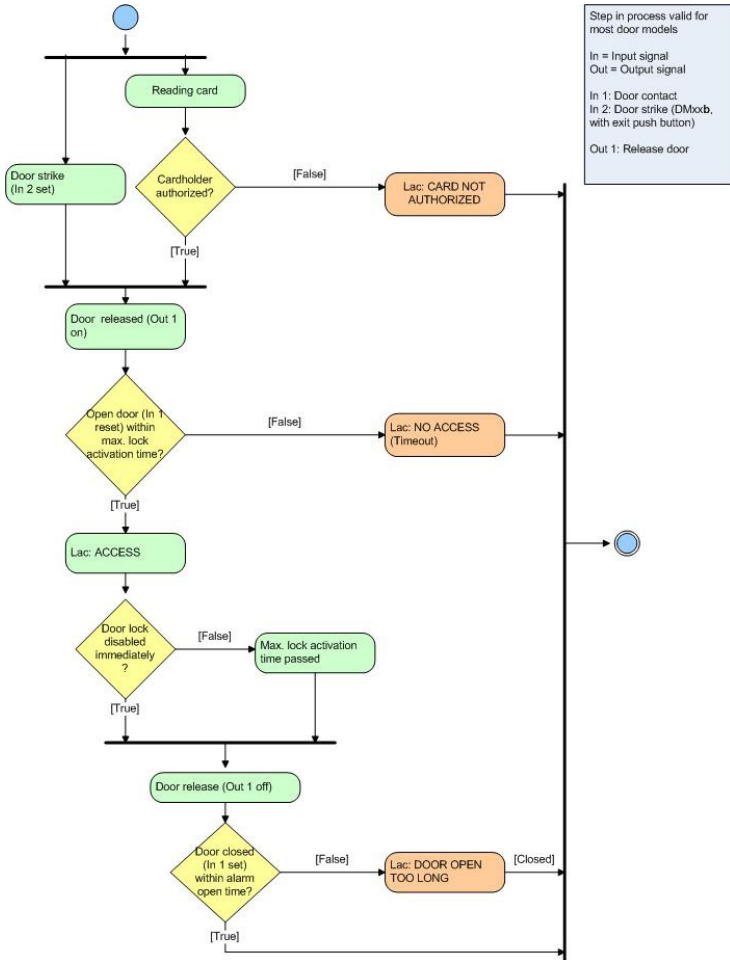 Step in process valid for
most door models
In = Input signal
Out = Output signal
In 1: Door contact
In 2: Door strike (DMxxb,
with exit push button)
Out 1: Release door
Reading card
Door strike
(In 2 set)
Cardholder
authorized?
[False]
Lac: CARD NOT
AUTHORIZED
[True]
Door released (Out 1
on)
Open door (In 1
reset) within
max. lock
activation time?
[False]
Lac: NO ACCESS
(Timeout)
[True]
Lac: ACCESS
Door lock
disabled
immediately
?
[False]
Max. lock activation
time passed
[True]
Door release (Out 1 off)
Door closed
(In 1 set)
within alarm
open time?
[False]
Lac: DOOR OPEN
TOO LONG
[Closed]
[True]